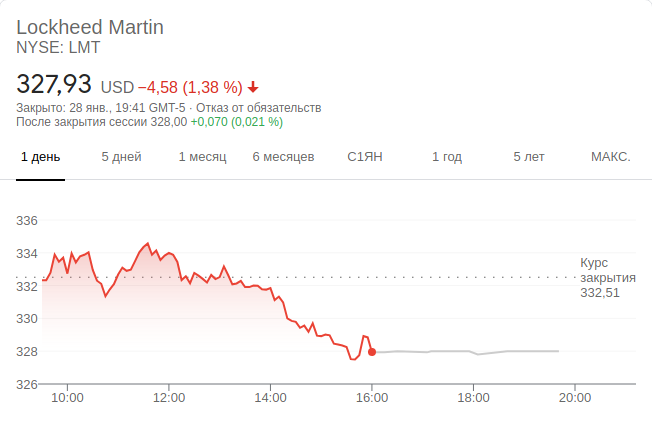 Lockheed Martin
NYSE: LMT
327,93 USD −4,58 (1,38 %)
Закрыто: 28 янв., 19:41 GMT-5 · Отказ от обязательств
После закрытия сессии 328,00 +0,070 (0,021 %)
1 день 5 дней 1 месяц 6 месяцев С1ЯН 1 год 5 лет МАКС.
336
334
332
330
328
326
Курс
закрытия
332,51
10:00 12:00 14:00 16:00 18:00 20:00